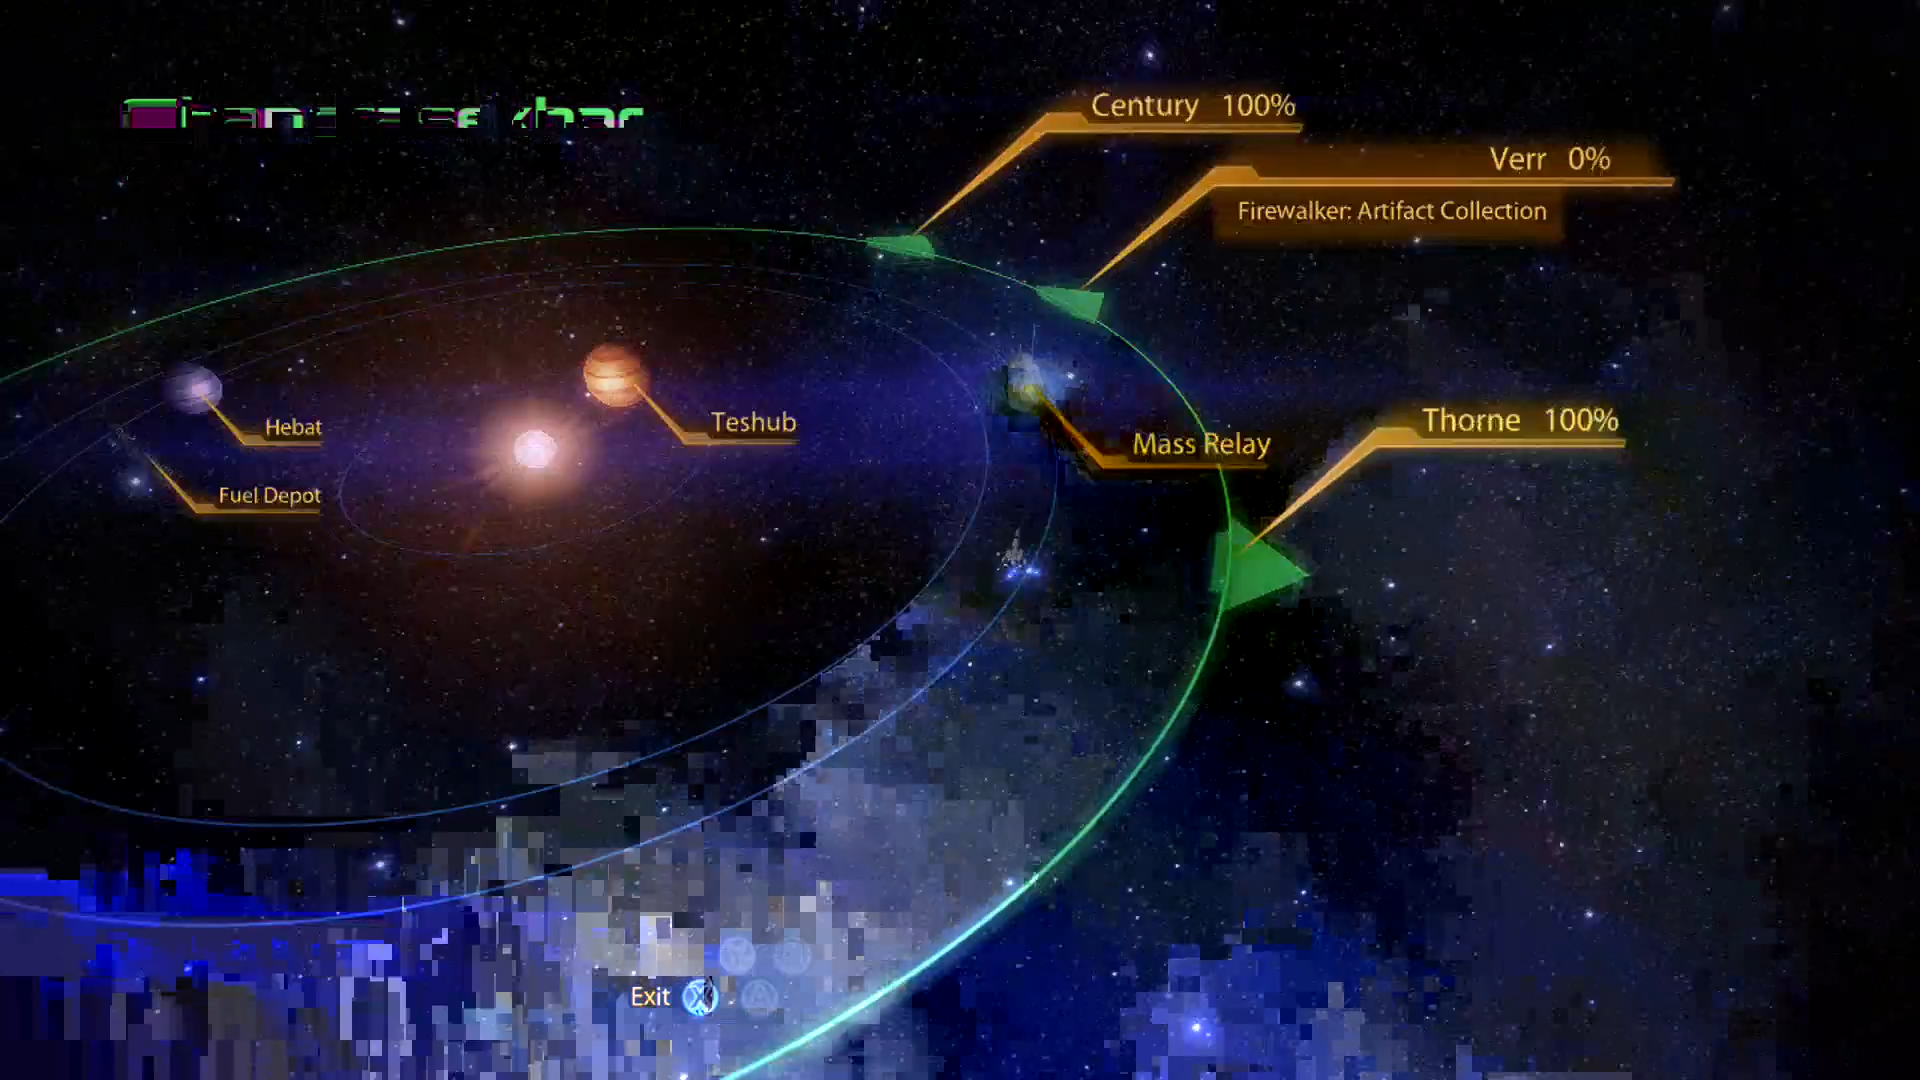 Century 100%
Verr 0%
Firewalker: Artifact Collection
Hebat
Teshub
Thorne 100%
Mass Relay
Fuel Depot
Exit X
A